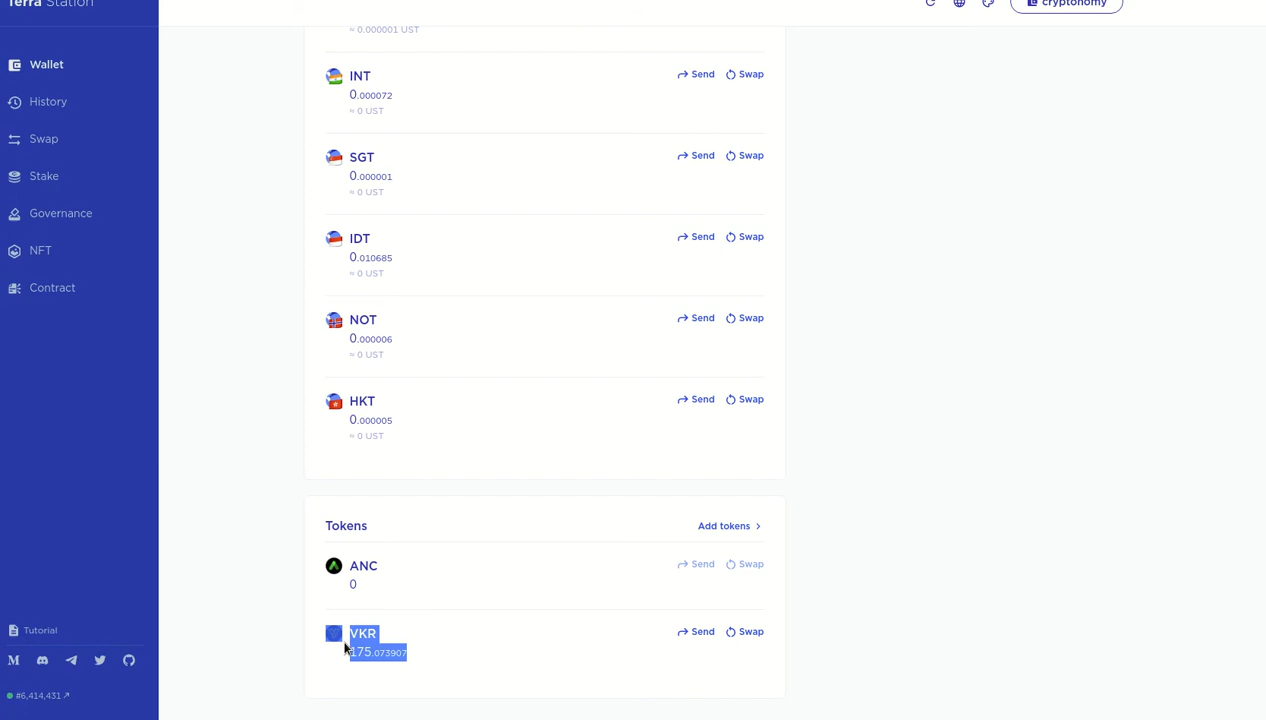 Terra Station
cryptonomy
Wallet
History
Swap
Stake
Governance
NFT
Contract
Tutorial
#6,414,431
≈ 0.000001 UST
INT
Send Swap
0.000072
≈ 0 UST
SGT
Send Swap
0.000001
≈ 0 UST
IDT
Send Swap
0.010685
≈ 0 UST
NOT
Send Swap
0.000006
≈ 0 UST
HKT
Send Swap
0.000005
≈ 0 UST
Tokens
Add tokens
ANC
Send Swap
0
VKR
Send Swap
175.073907